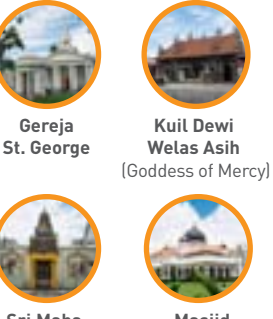 Gereja
St. George
Kuil Dewi
Welas Asih
(Goddess of Mercy)
Sri Maha
Masjid